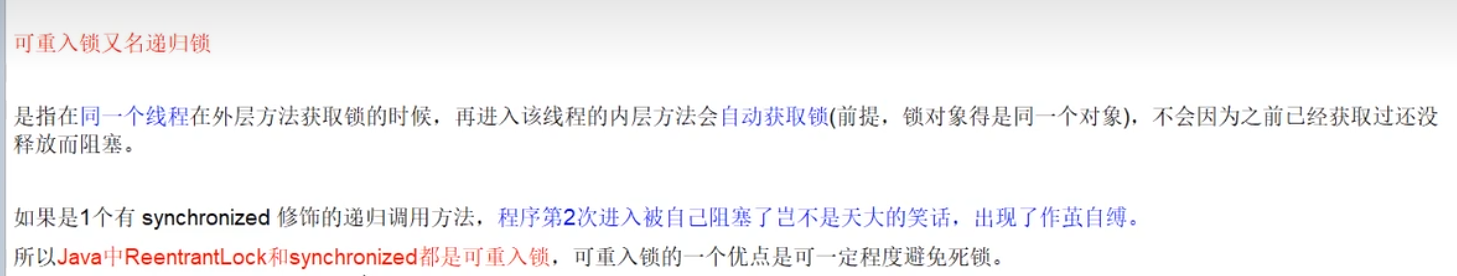 可重入锁又名递归锁
是指在同一个线程在外层方法获取锁的时候，再进入该线程的内层方法会自动获取锁(前提，锁对象得是同一个对象)，不会因为之前已经获取过还没
释放而阻塞。
如果是1个有 synchronized 修饰的递归调用方法，程序第2次进入被自己阻塞了岂不是天大的笑话，出现了作茧自缚。
所以Java中ReentrantLock和synchronized都是可重入锁，可重入锁的一个优点是可一定程度避免死锁。